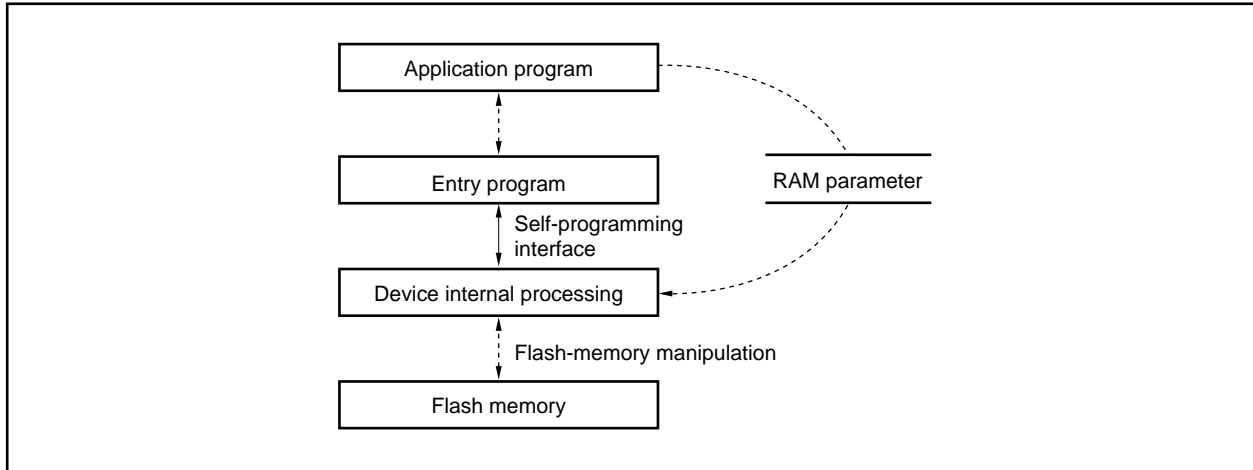 Application program
Entry program
RAM parameter
Self-programming
interface
Device internal processing
Flash-memory manipulation
Flash memory